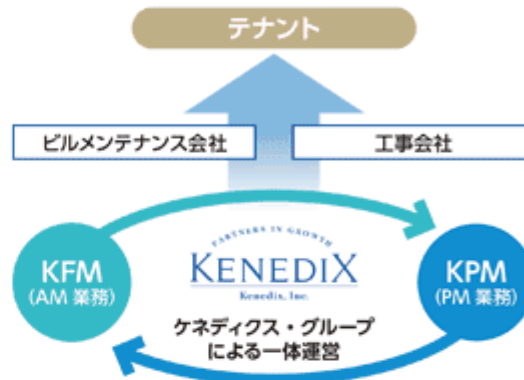 テナント
ビルメンテナンス会社
工事会社
PARTNERS IN GROWTH
KENEDIX
Kenedix, Inc.
KFM
(AM 業務)
KPM
(PM 業務)
ケネディクス・グループ
による一体運営